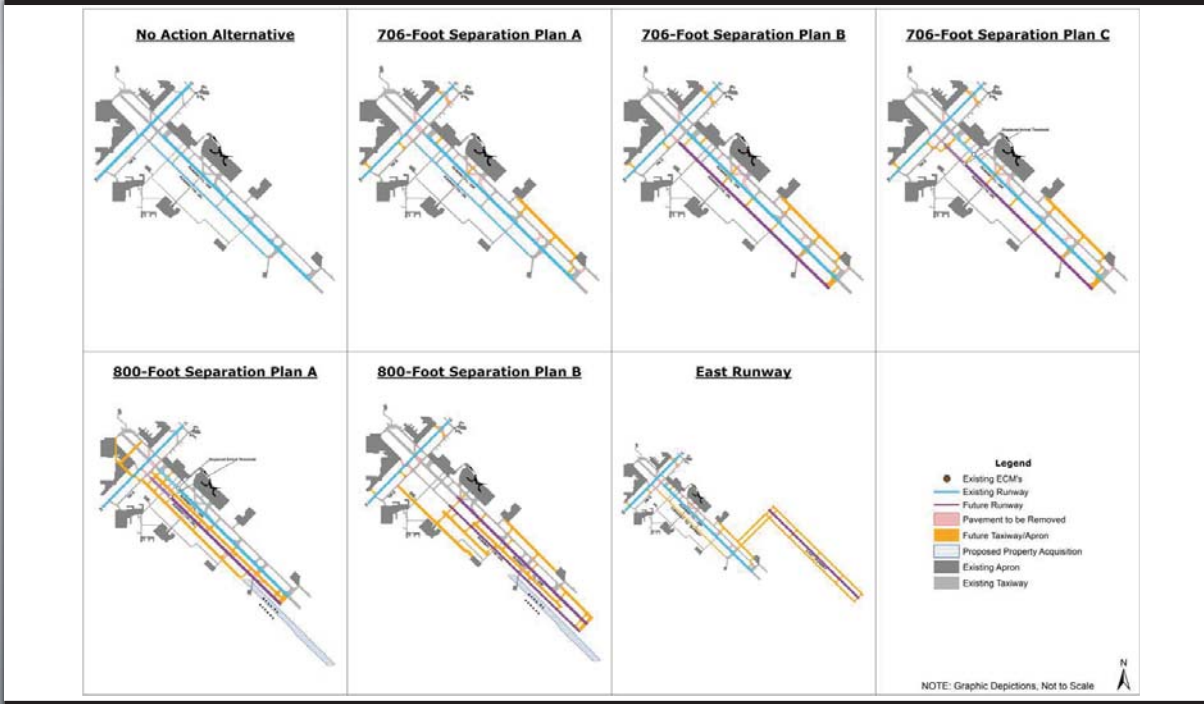 No Action Alternative
706-Foot Separation Plan A
706-Foot Separation Plan B
706-Foot Separation Plan C
800-Foot Separation Plan A
800-Foot Separation Plan B
East Runway
Legend
Existing ECM's
Existing Runway
Future Runway
Pavement to be Removed
Future Taxiway/Apron
Proposed Property Acquisition
Existing Apron
Existing Taxiway
N
NOTE: Graphic Depictions, Not to Scale